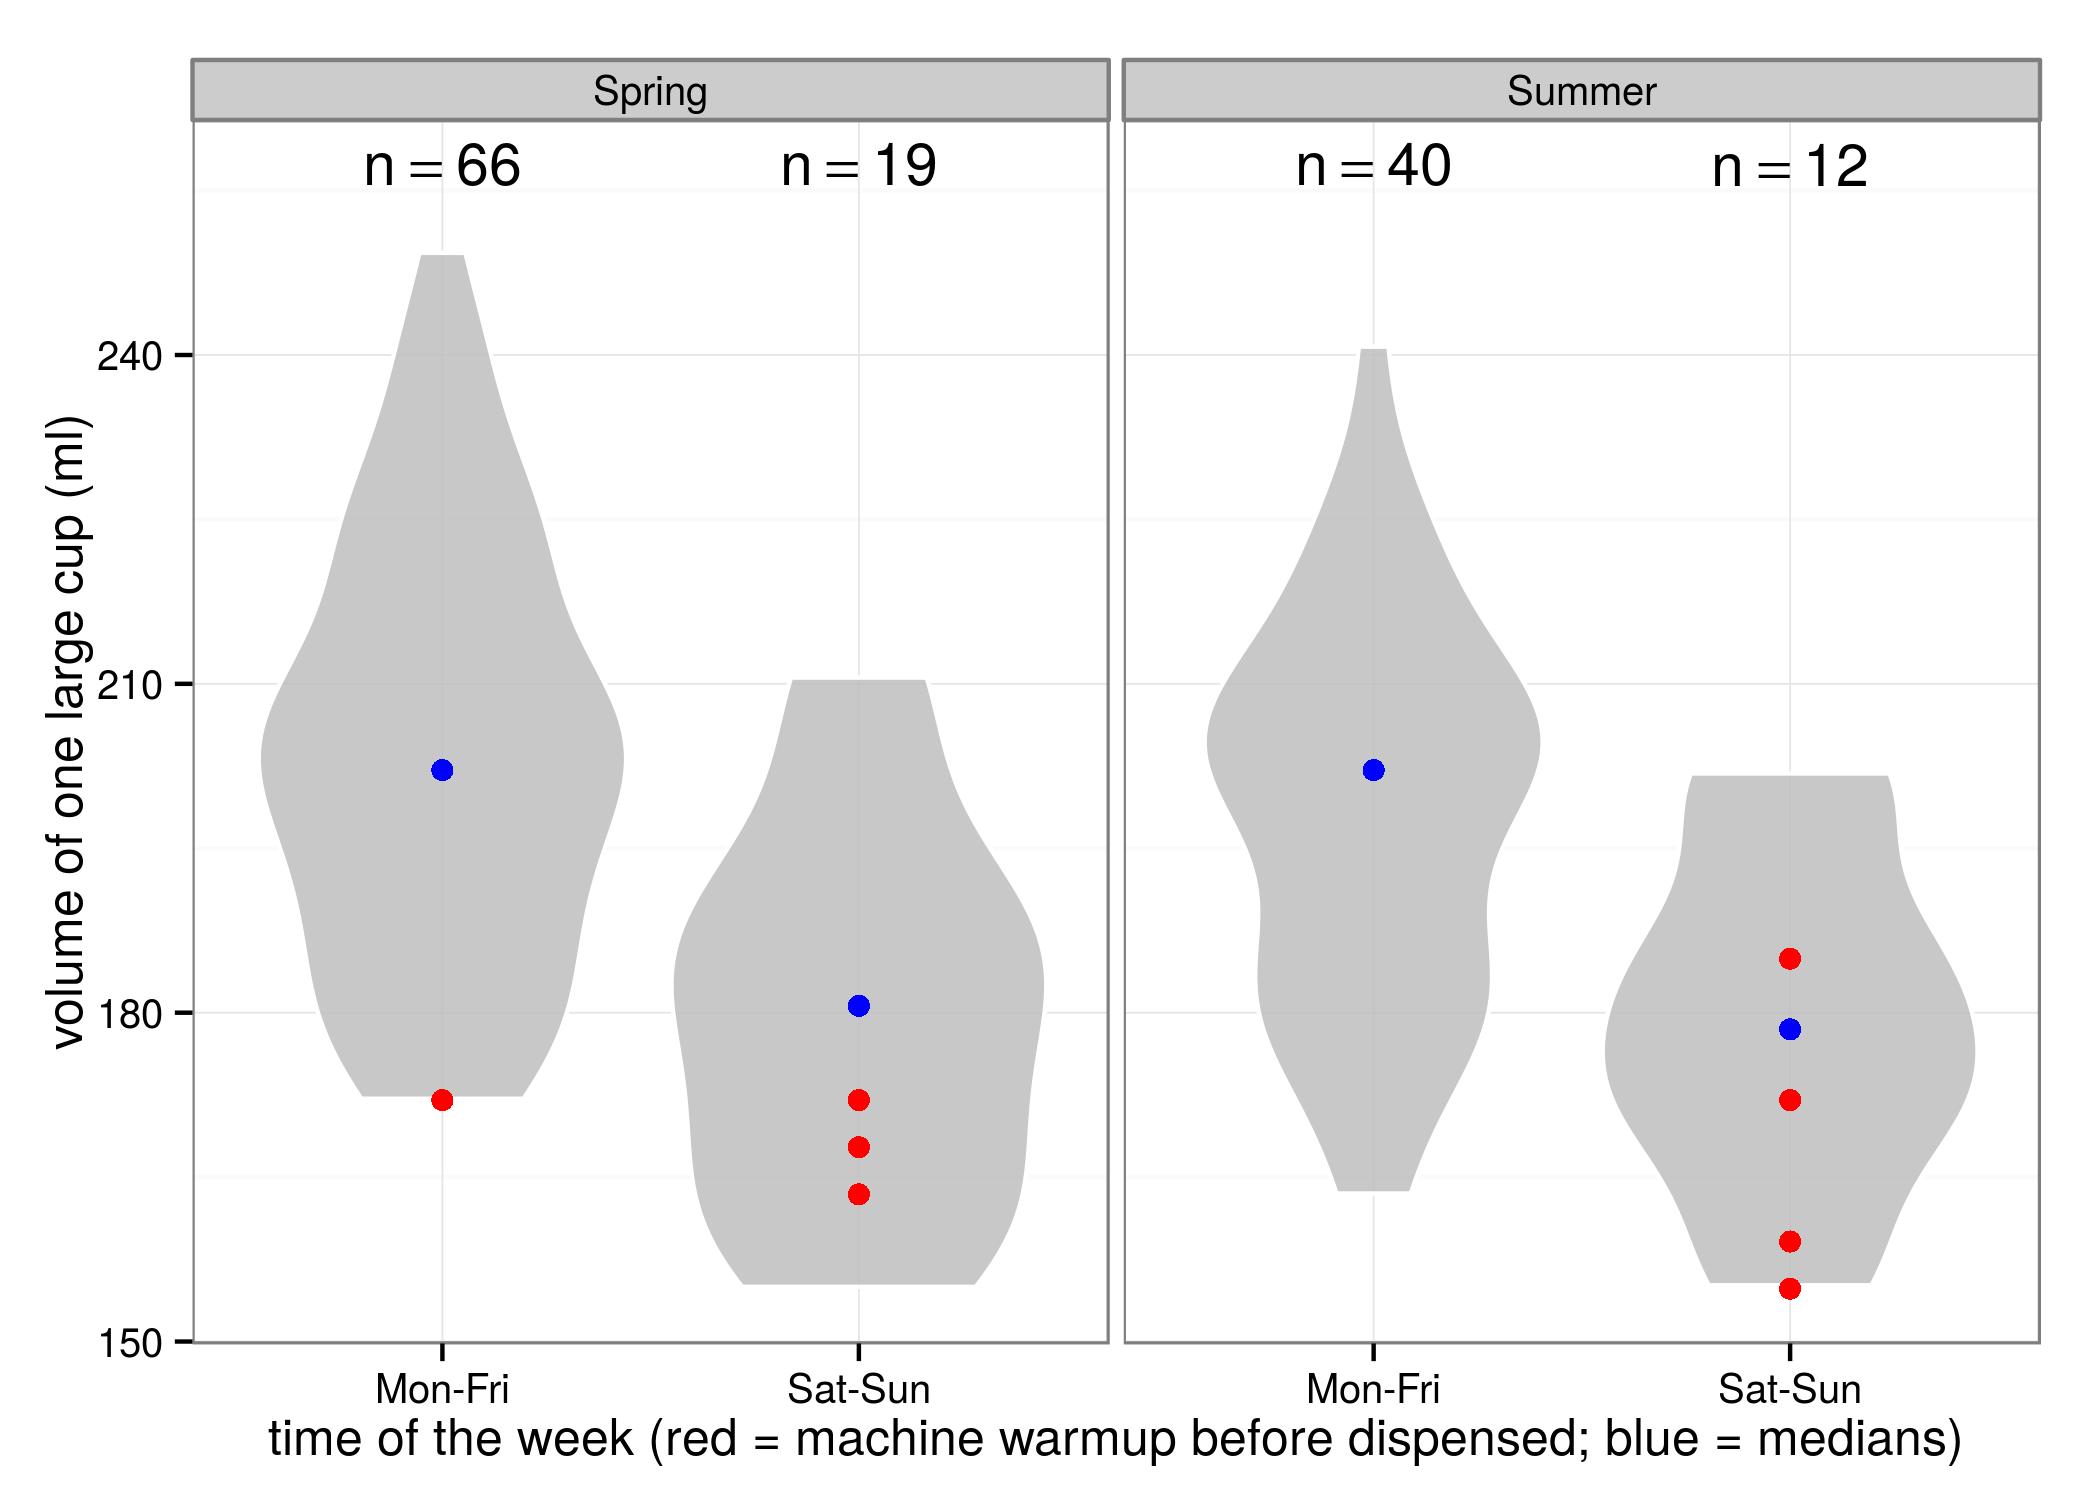 Spring
Summer
n = 66
n = 19
n = 40
n = 12
volume of one large cup (ml)
240
210
180
150
Mon-Fri
Sat-Sun
Mon-Fri
Sat-Sun
time of the week (red = machine warmup before dispensed; blue = medians)